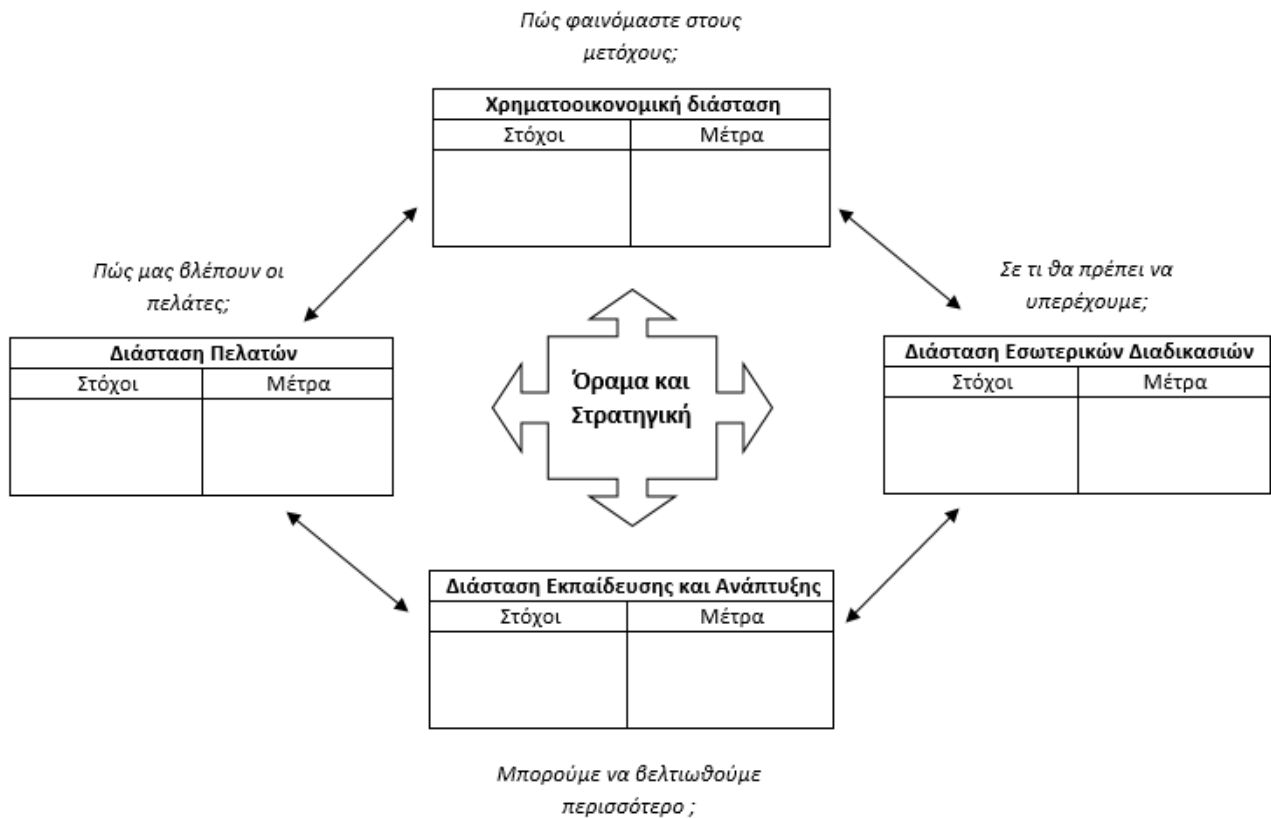 Πώς φαινόμαστε στους
μετόχους;
Χρηματοοικονομική διάσταση
Στόχοι Μέτρα
Πώς μας βλέπουν οι
πελάτες;
Διάσταση Πελατών
Στόχοι Μέτρα
Όραμα και
Στρατηγική
Σε τι θα πρέπει να
υπερέχουμε;
Διάσταση Εσωτερικών Διαδικασιών
Στόχοι Μέτρα
Διάσταση Εκπαίδευσης και Ανάπτυξης
Στόχοι Μέτρα
Μπορούμε να βελτιωθούμε
περισσότερο ;